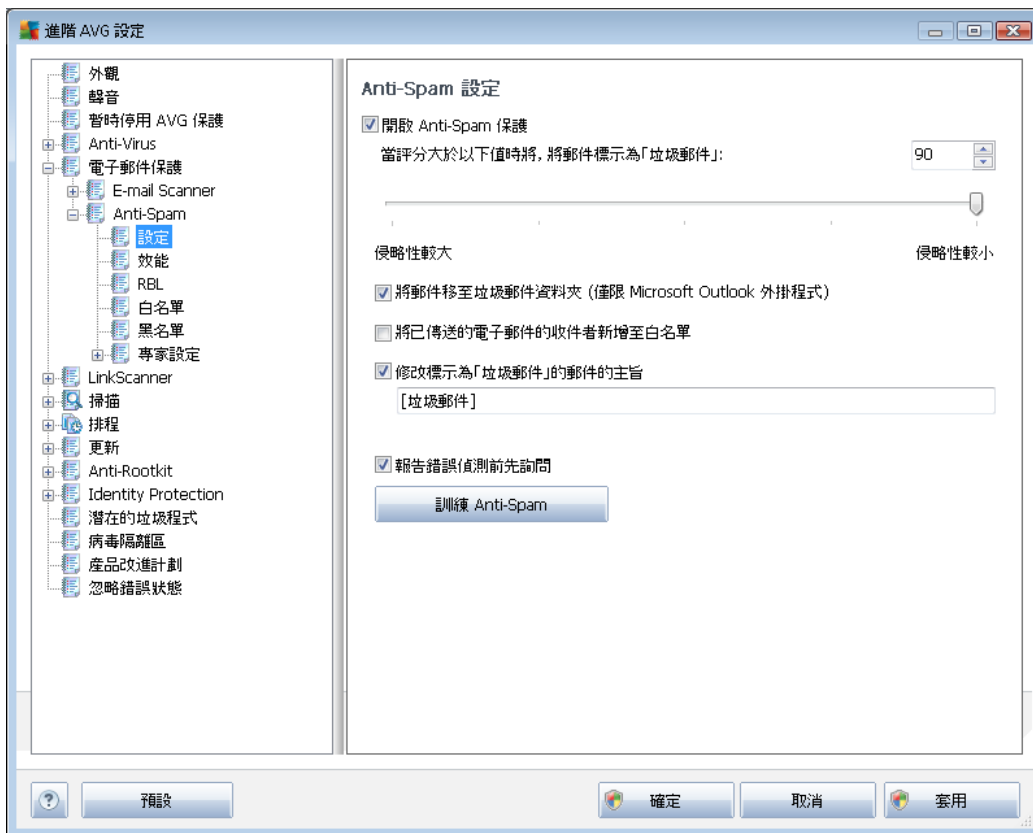 進階 AVG 設定
外觀
聲音
暫時停用 AVG 保護
Anti-Virus
電子郵件保護
E-mail Scanner
Anti-Spam
設定
效能
RBL
白名單
黑名單
專家設定
LinkScanner
掃描
排程
更新
Anti-Rootkit
Identity Protection
潛在的垃圾程式
病毒隔離區
產品改進計劃
忽略錯誤狀態
Anti-Spam 設定
開啟 Anti-Spam 保護
當評分大於以下值時將, 將郵件標示為「垃圾郵件」:
90
侵略性較大
侵略性較小
將郵件移至垃圾郵件資料夾 (僅限 Microsoft Outlook 外掛程式)
將已傳送的電子郵件的收件者新增至白名單
修改標示為「垃圾郵件」的郵件的主旨
[垃圾郵件]
報告錯誤偵測前先詢問
訓練 Anti-Spam
?
預設
確定
取消
套用